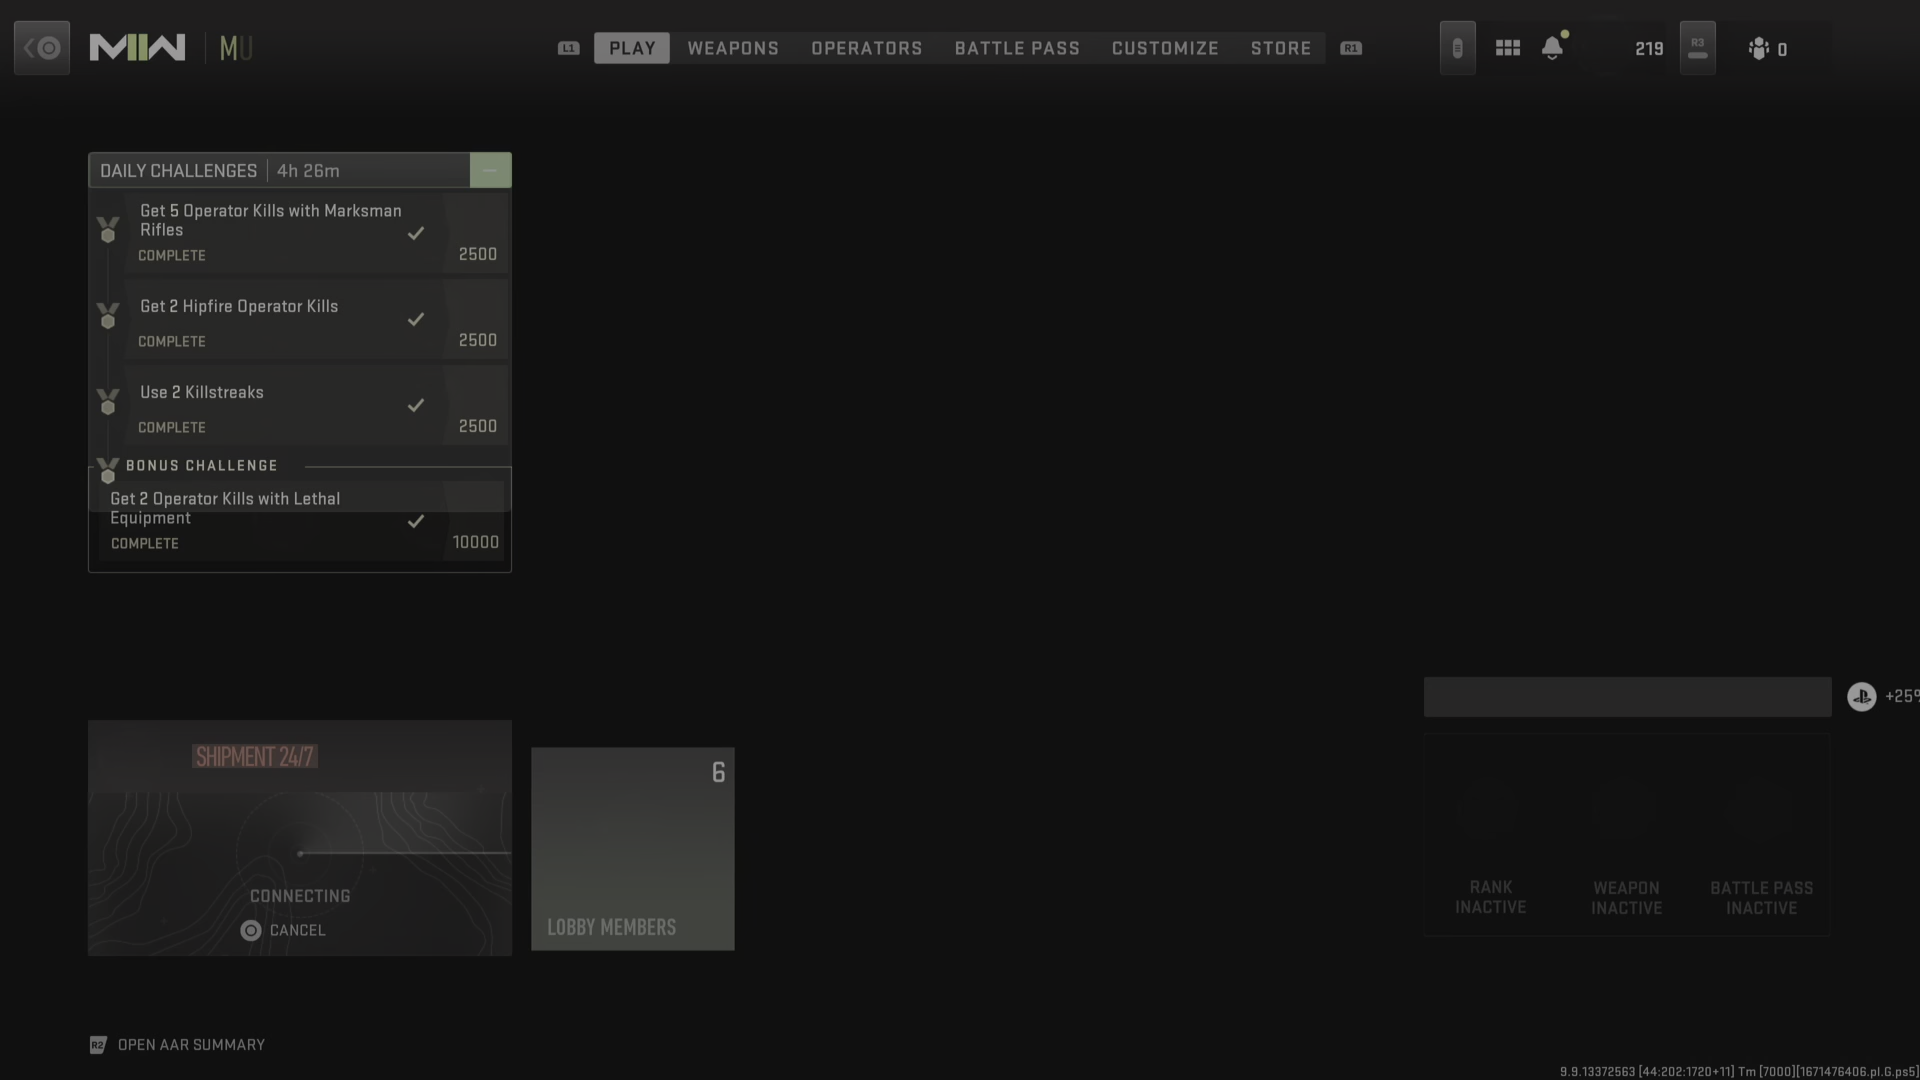 MW MU L1 PLAY WEAPONS OPERATORS BATTLE PASS CUSTOMIZE STORE R1 219 R3 0
DAILY CHALLENGES 4h 26m
Get 5 Operator Kills with Marksman
Rifles
COMPLETE 2500
Get 2 Hipfire Operator Kills
COMPLETE 2500
Use 2 Killstreaks
COMPLETE 2500
BONUS CHALLENGE
Get 2 Operator Kills with Lethal
Equipment
COMPLETE 10000
+25%
SHIPMENT 24/7
CONNECTING
CANCEL
6
LOBBY MEMBERS
RANK
INACTIVE
WEAPON
INACTIVE
BATTLE PASS
INACTIVE
R2 OPEN AAR SUMMARY
9.9.13372563 [44:202:1720+11] Tm [7000][1671476406.pl.G.ps5]